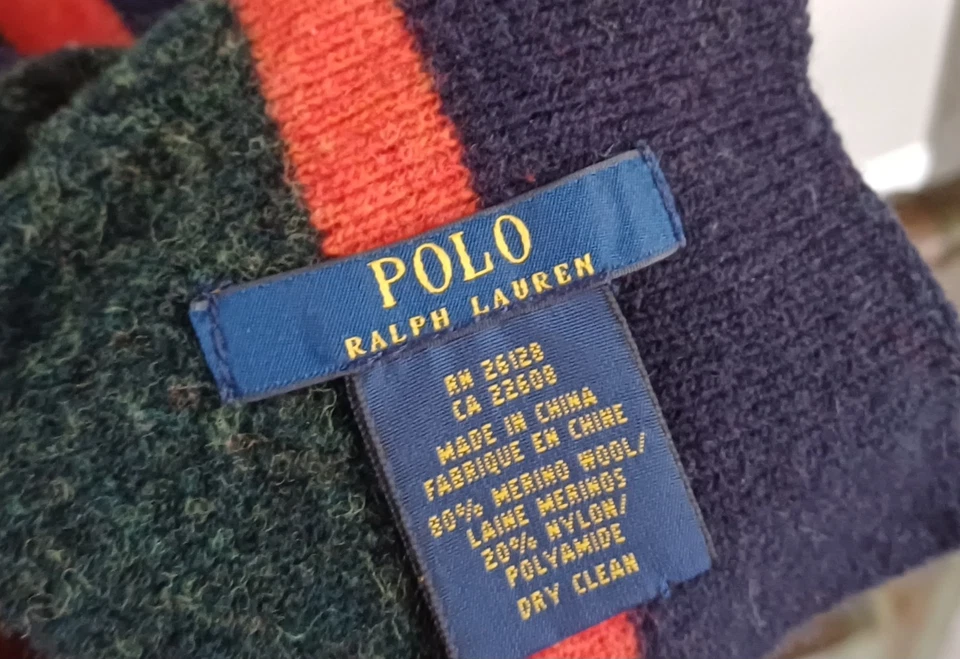 POLO
RALPH LAUREN
RN 26128
CA 22608
MADE IN CHINA
FABRIQUE EN CHINE
80% MERINO WOOL/
LAINE MERINOS
20% NYLON/
POLYAMIDE
DRY CLEAN